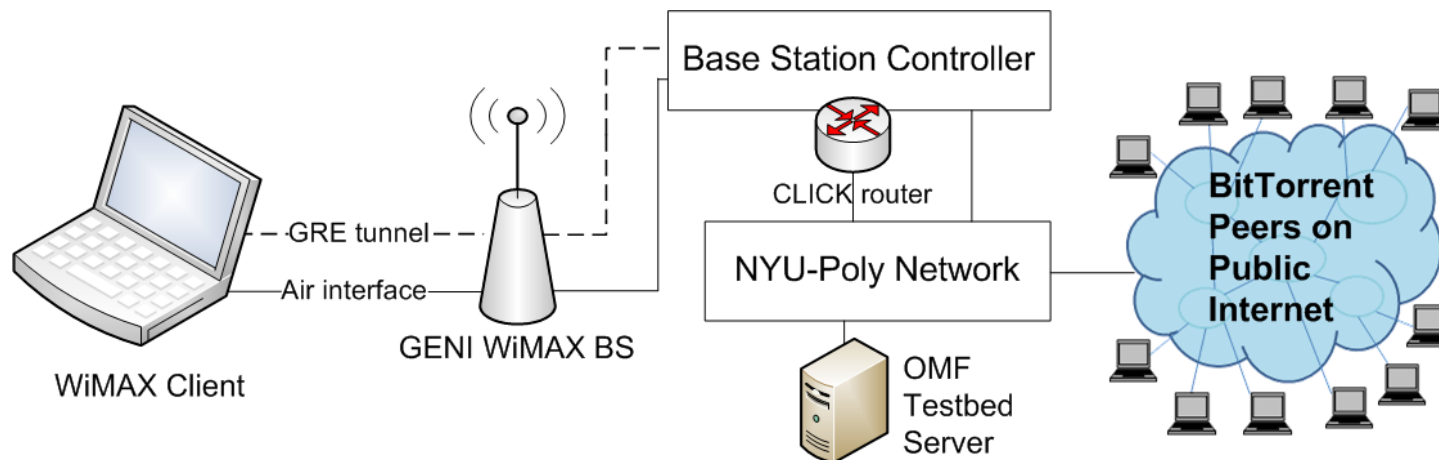 Base Station Controller
CLICK router
GRE tunnel
Air interface
GENI WiMAX BS
WiMAX Client
NYU-Poly Network
OMF
Testbed
Server
BitTorrent
Peers on
Public
Internet